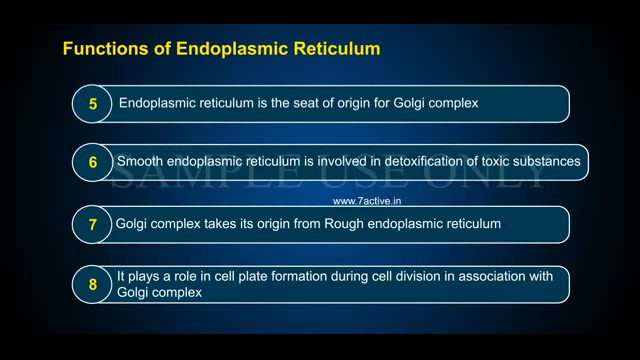 Functions of Endoplasmic Reticulum
5
Endoplasmic reticulum is the seat of origin for Golgi complex
6
Smooth endoplasmic reticulum is involved in detoxification of toxic substances
SAMPLE USE ONLY
www.7active.in
7
Golgi complex takes its origin from Rough endoplasmic reticulum
8
It plays a role in cell plate formation during cell division in association with
Golgi complex